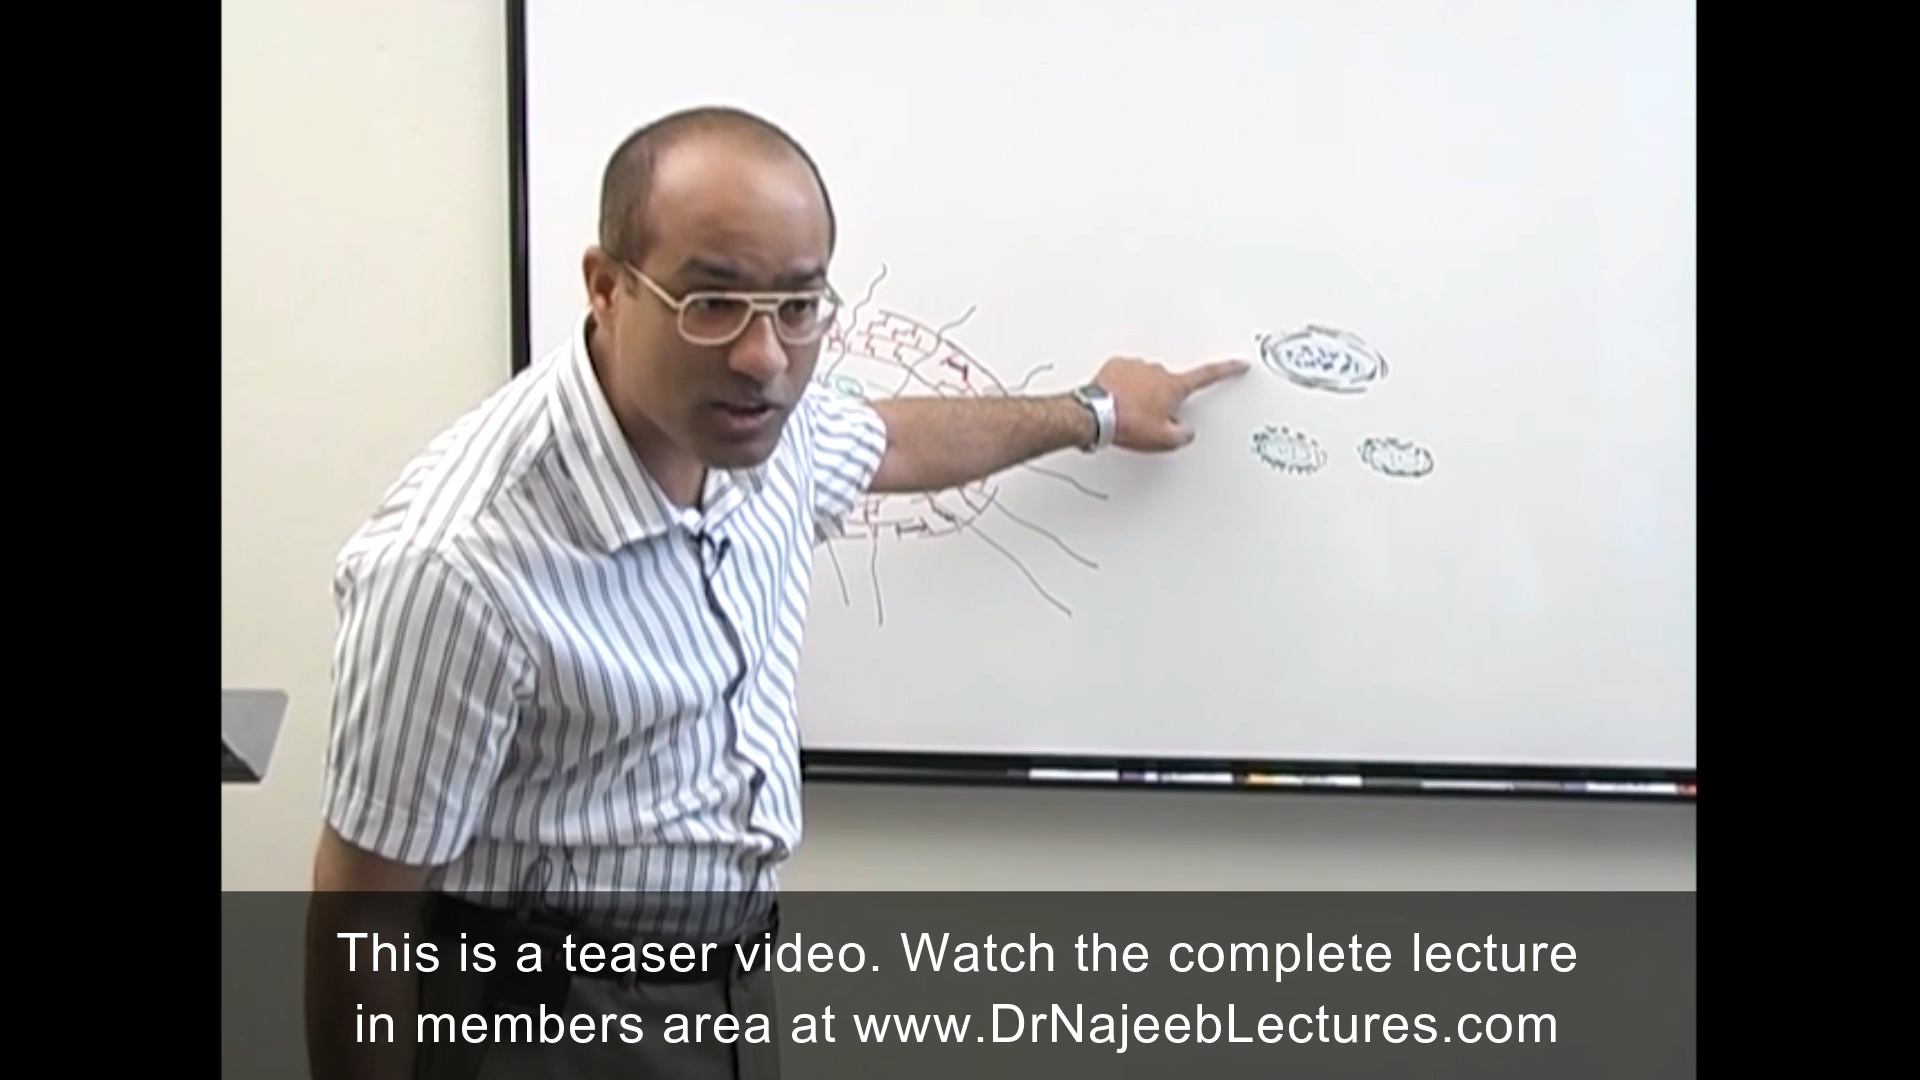 This is a teaser video. Watch the complete lecture
in members area at www.DrNajeebLectures.com